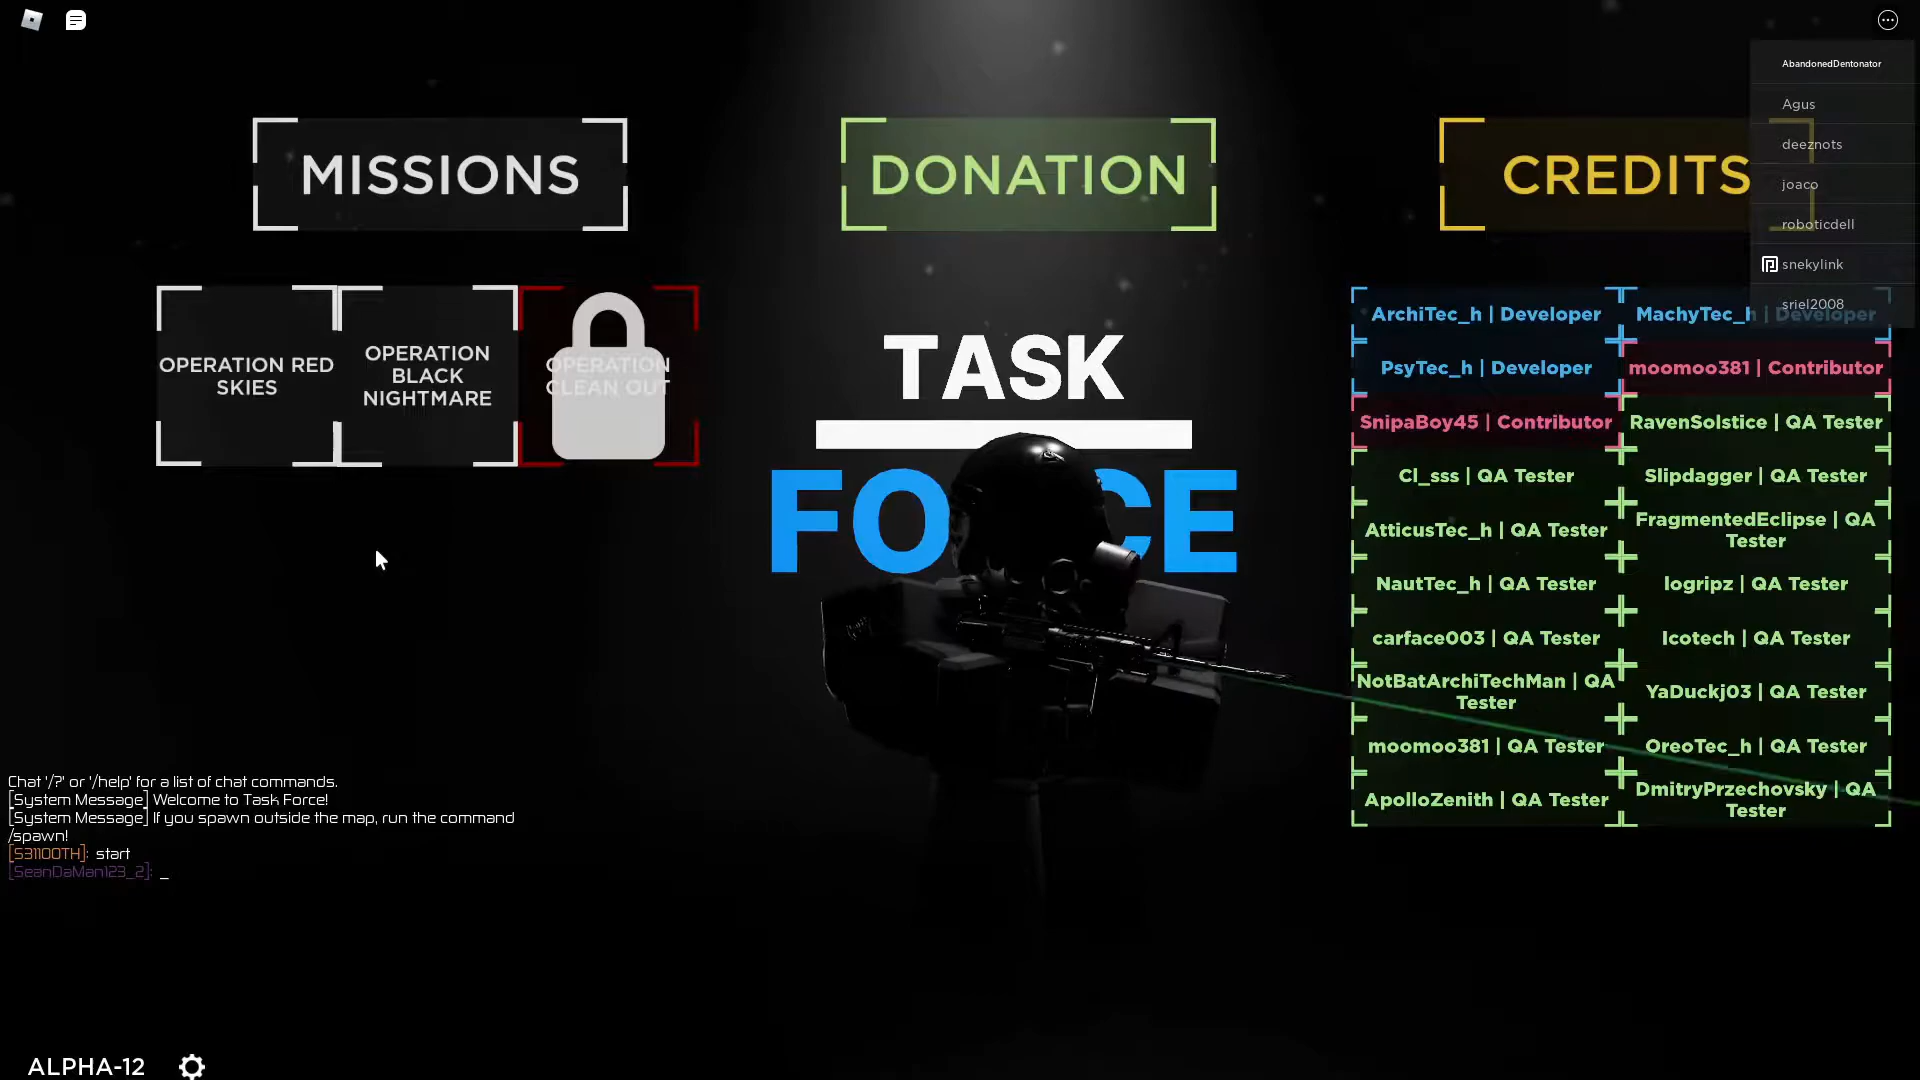 MISSIONS
DONATION
CREDITS
AbandonedDentonator
Agus
deeznots
joaco
roboticdell
snekylink
sriel2008
OPERATION RED
SKIES
OPERATION
BLACK
NIGHTMARE
OPERATION
CLEAN OUT
TASK
FORCE
ArchiTec_h | Developer
MachyTec_h | Developer
PsyTec_h | Developer
moomoo381 | Contributor
SnipaBoy45 | Contributor
RavenSolstice | QA Tester
Cl_sss | QA Tester
Slipdagger | QA Tester
AtticusTec_h | QA Tester
FragmentedEclipse | QA
Tester
NautTec_h | QA Tester
logripz | QA Tester
carface003 | QA Tester
Icotech | QA Tester
NotBatArchiTechMan | QA
Tester
YaDuckj03 | QA Tester
moomoo381 | QA Tester
OreoTec_h | QA Tester
ApolloZenith | QA Tester
DmitryPrzechovsky | QA
Tester
Chat '/?' or '/help' for a list of chat commands.
[System Message] Welcome to Task Force!
[System Message] If you spawn outside the map, run the command
/spawn!
[S31100TH]: start
[SeanDaMan123_2]: _
ALPHA-12